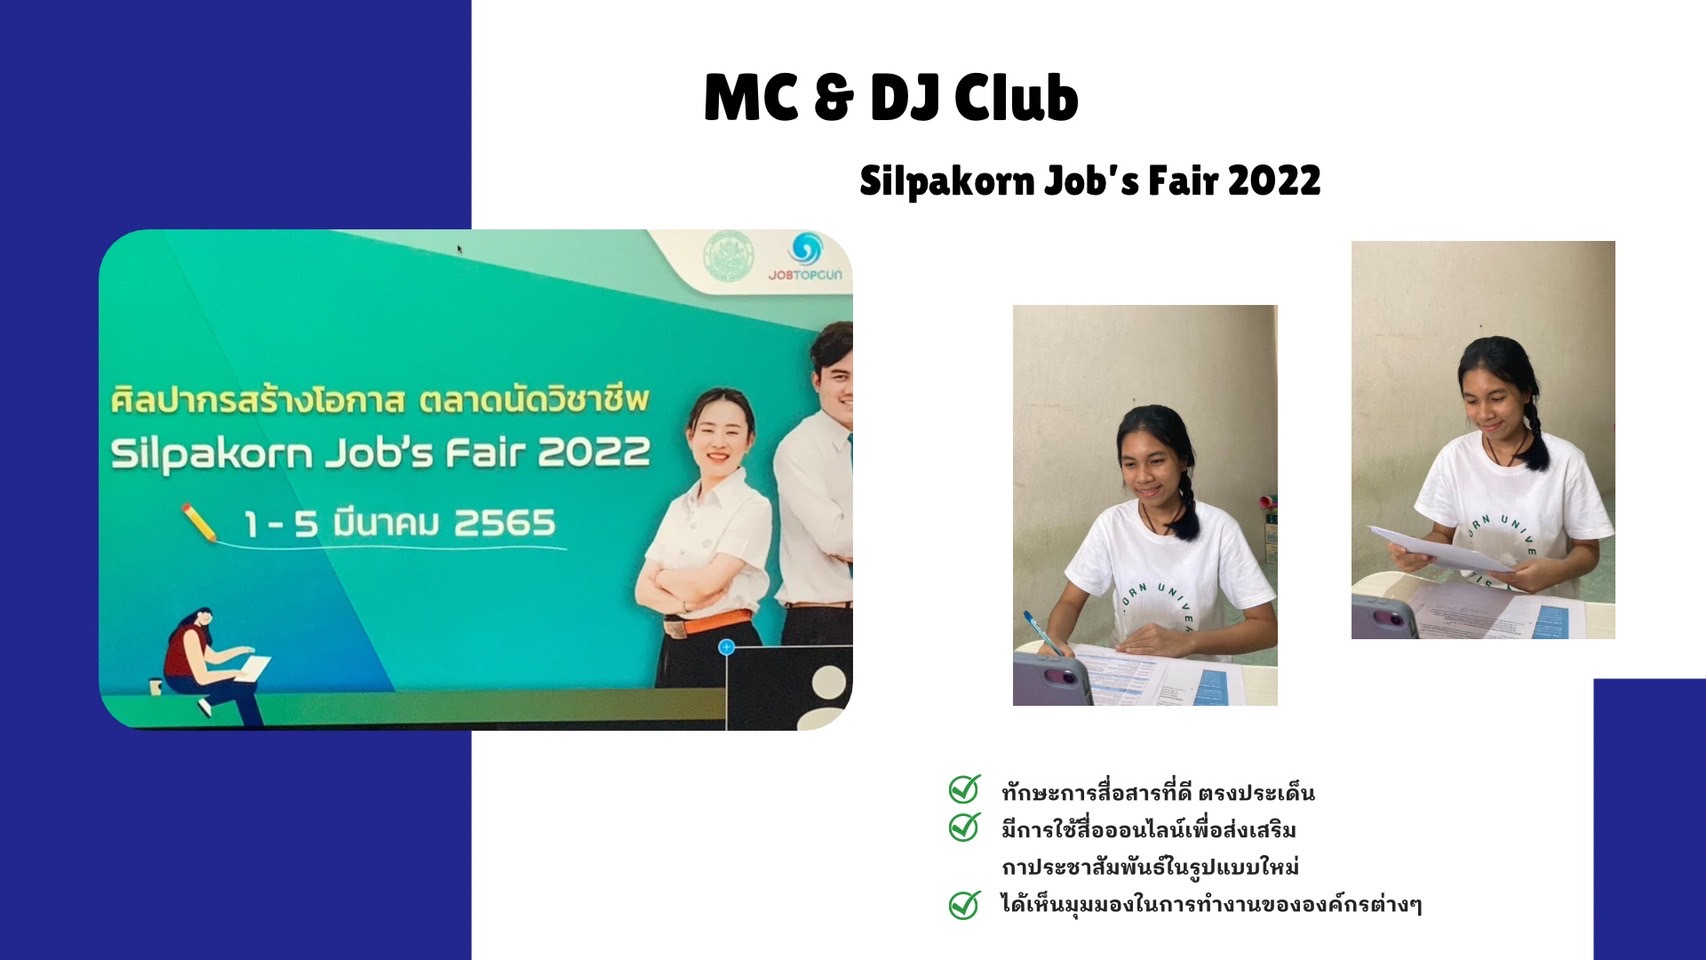 MC & DJ Club
Silpakorn Job's Fair 2022
JOBTOPGUN
ศิลปากรสร้างโอกาส ตลาดนัดวิชาชีพ
Silpakorn Job's Fair 2022
1 - 5 มีนาคม 2565
ORN UNIVER
ORN UNIVE
ทักษะการสื่อสารที่ดี ตรงประเด็น
มีการใช้สื่อออนไลน์เพื่อส่งเสริม
กาประชาสัมพันธ์ในรูปแบบใหม่
ได้เห็นมุมมองในการทำงานขององค์กรต่างๆ